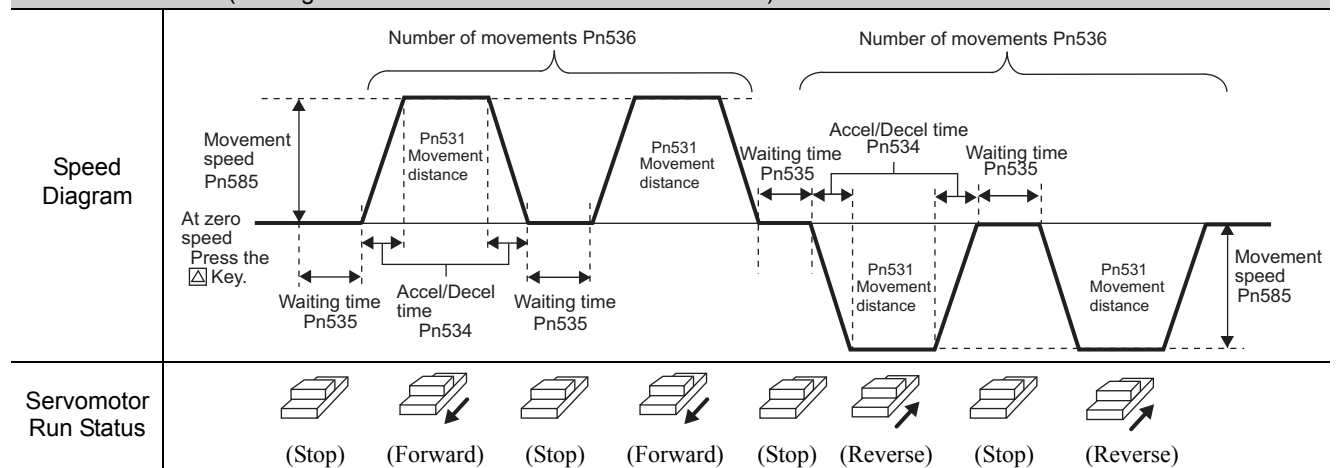 Number of movements Pn536
Number of movements Pn536
Speed
Diagram
Movement
speed
Pn585
Pn531
Movement
distance
Pn531
Movement
distance
Waiting time
Pn535
Accel/Decel time
Pn534
Waiting time
Pn535
At zero
speed
Press the
△ Key.
Waiting time
Pn535
Accel/Decel
time
Pn534
Waiting time
Pn535
Pn531
Movement
distance
Pn531
Movement
distance
Movement
speed
Pn585
Servomotor
Run Status
(Stop) (Forward) (Stop) (Forward) (Stop) (Reverse) (Stop) (Reverse)